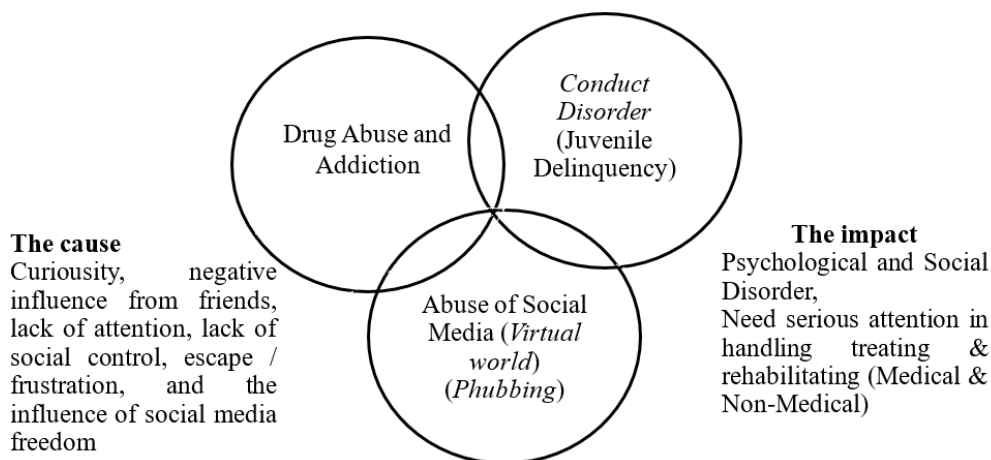 Drug Abuse and
Addiction
Conduct
Disorder
(Juvenile
Delinquency)
The cause
Curiousity, negative
influence from friends,
lack of attention, lack of
social control, escape /
frustration, and the
influence of social media
freedom
Abuse of Social
Media (Virtual
world)
(Phubbing)
The impact
Psychological and Social
Disorder,
Need serious attention in
handling treating &
rehabilitating (Medical &
Non-Medical)